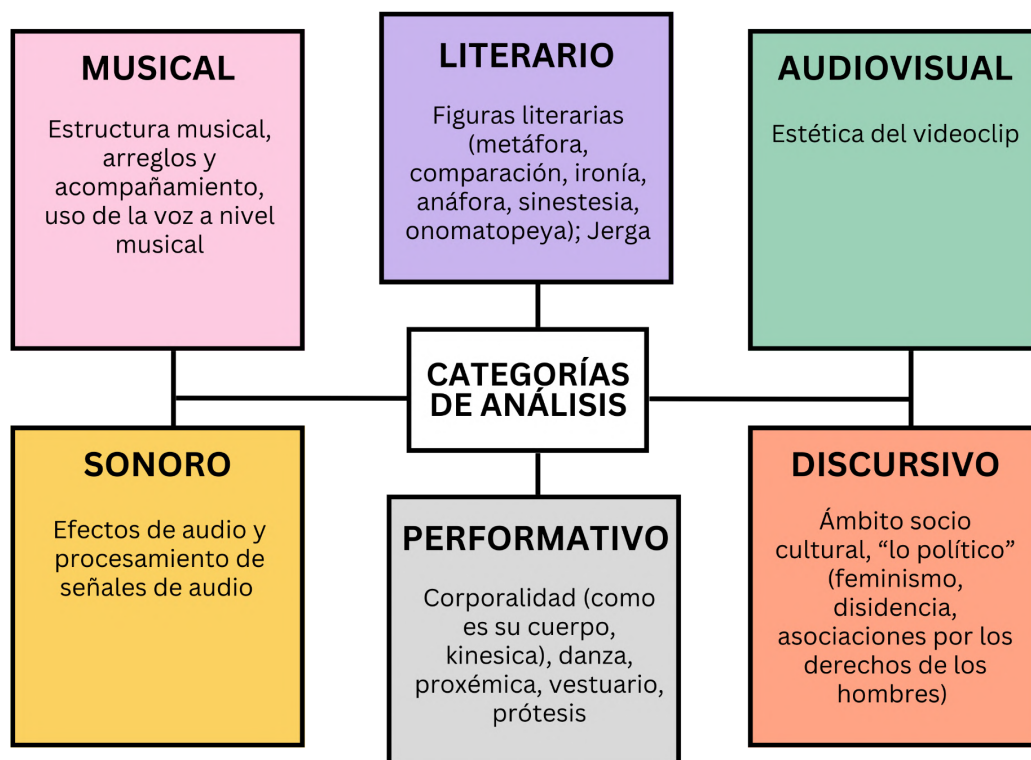 MUSICAL
Estructura musical,
arreglos y
acompañamiento,
uso de la voz a nivel
musical
LITERARIO
Figuras literarias
(metáfora,
comparación, ironía,
anáfora, sinestesia,
onomatopeya); Jerga
AUDIOVISUAL
Estética del videoclip
CATEGORÍAS
DE ANÁLISIS
SONORO
Efectos de audio y
procesamiento de
señales de audio
PERFORMATIVO
Corporalidad (como
es su cuerpo,
kinesica), danza,
proxémica, vestuario,
prótesis
DISCURSIVO
Ámbito socio
cultural, “lo político”
(feminismo,
disidencia,
asociaciones por los
derechos de los
hombres)